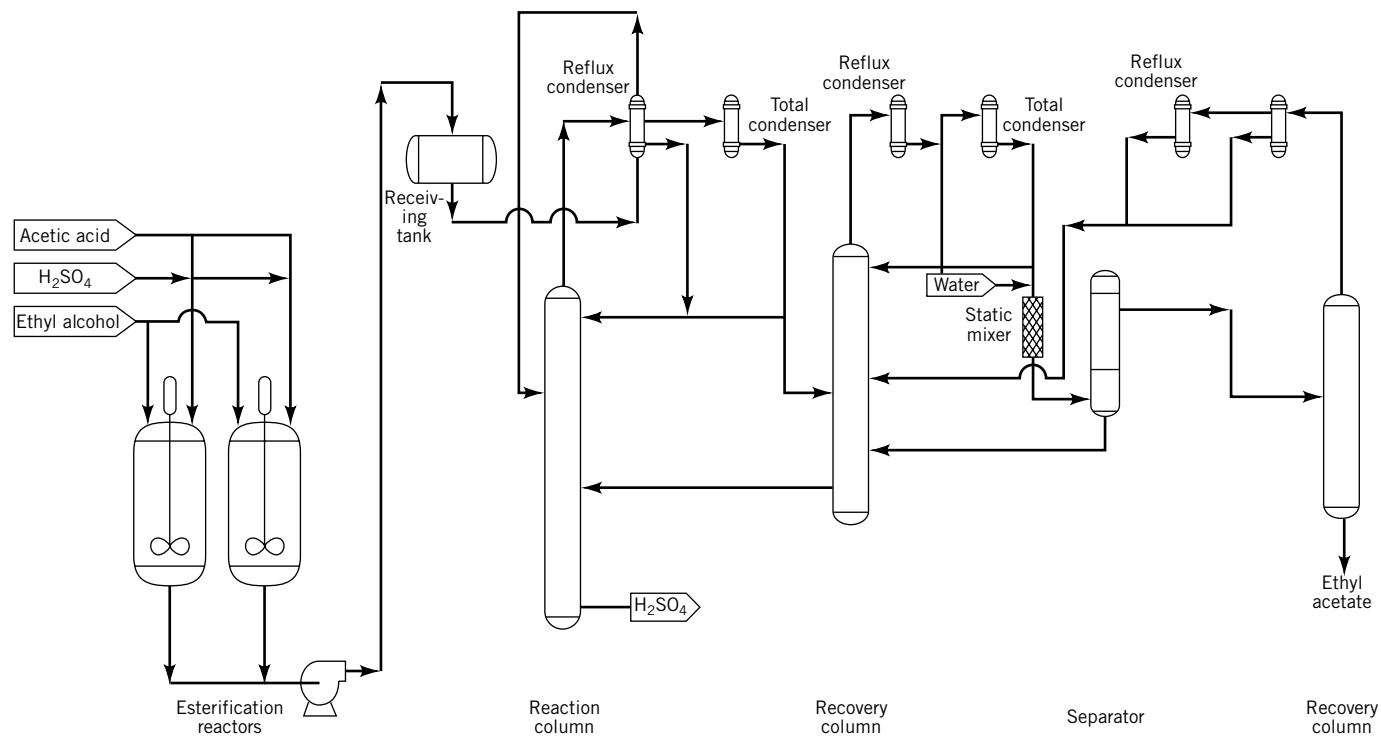 Reflux
condenser
Total
condenser
Reflux
condenser
Total
condenser
Reflux
condenser
Receiv-
ing
tank
Acetic acid
H₂SO₄
Ethyl alcohol
Water
Static
mixer
H₂SO₄
Ethyl
acetate
Esterification
reactors
Reaction
column
Recovery
column
Separator
Recovery
column